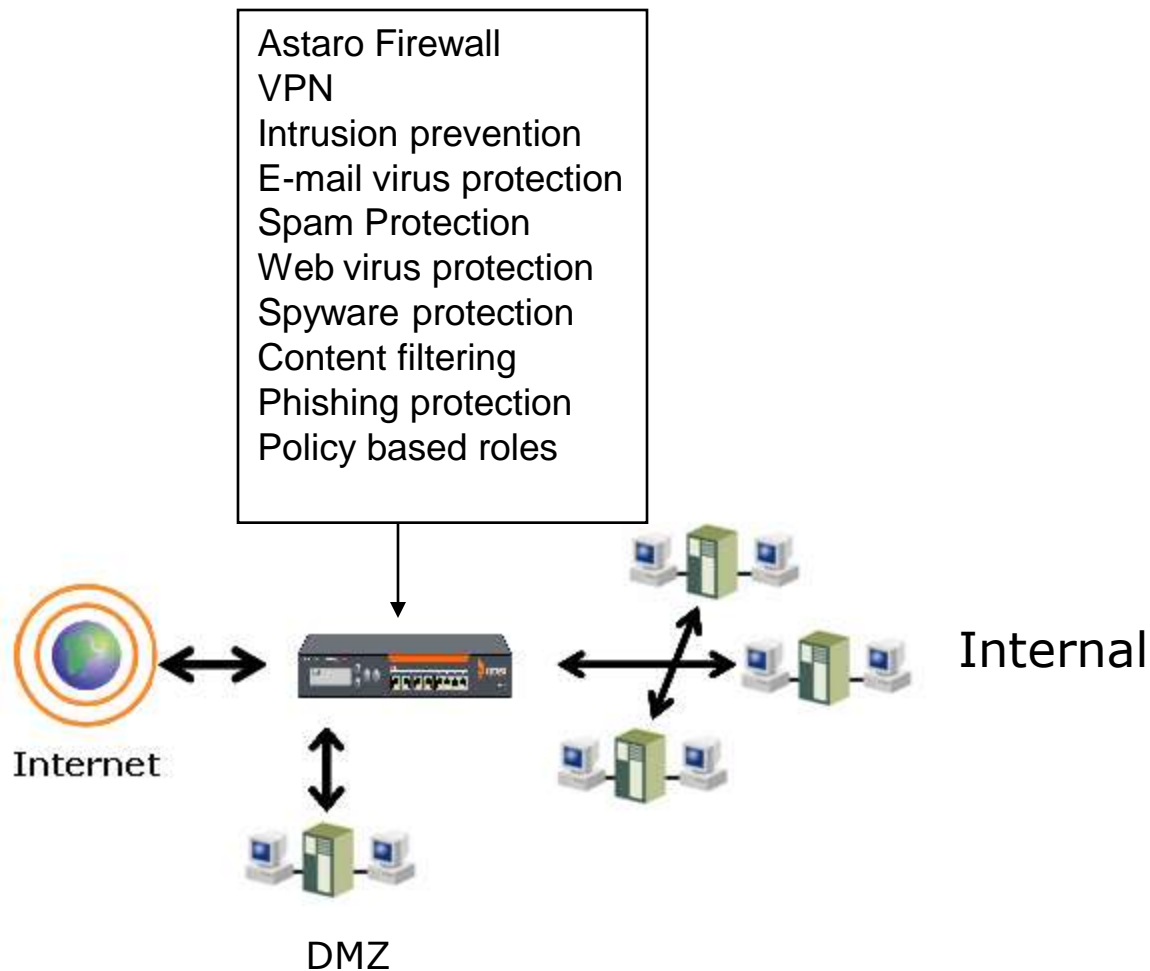 Astaro Firewall
VPN
Intrusion prevention
E-mail virus protection
Spam Protection
Web virus protection
Spyware protection
Content filtering
Phishing protection
Policy based roles
Internal
Internet
DMZ